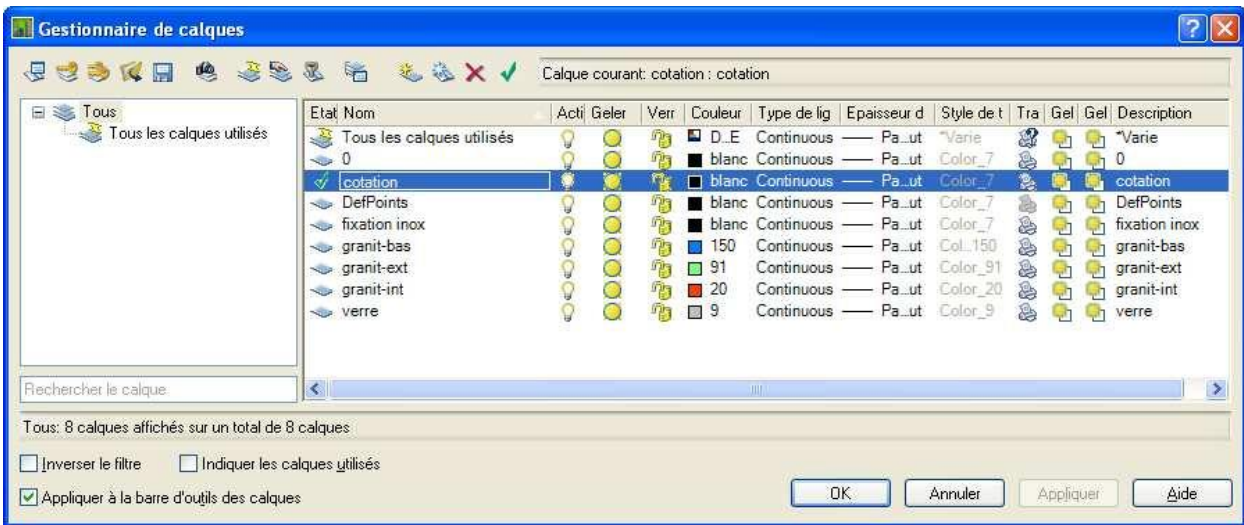 Gestionnaire de calques
Calque courant: cotation : cotation
Tous
Tous les calques utilisés
Etat Nom Acti Geler Verr Couleur Type de lig Epaisseur d Style de t Tra Gel Gel Description
Tous les calques utilisés D...E Continuous Pa...ut *Varie *Varie
0 blanc Continuous Pa...ut Color_7 0
cotation blanc Continuous Pa...ut Color_7 cotation
DefPoints blanc Continuous Pa...ut Color_7 DefPoints
fixation inox blanc Continuous Pa...ut Color_7 fixation inox
granit-bas 150 Continuous Pa...ut Col...150 granit-bas
granit-ext 91 Continuous Pa...ut Color_91 granit-ext
granit-int 20 Continuous Pa...ut Color_20 granit-int
verre 9 Continuous Pa...ut Color_9 verre
Rechercher le calque
Tous: 8 calques affichés sur un total de 8 calques
Inverser le filtre Indiquer les calques utilisés
Appliquer à la barre d'outils des calques
OK Annuler Appliquer Aide